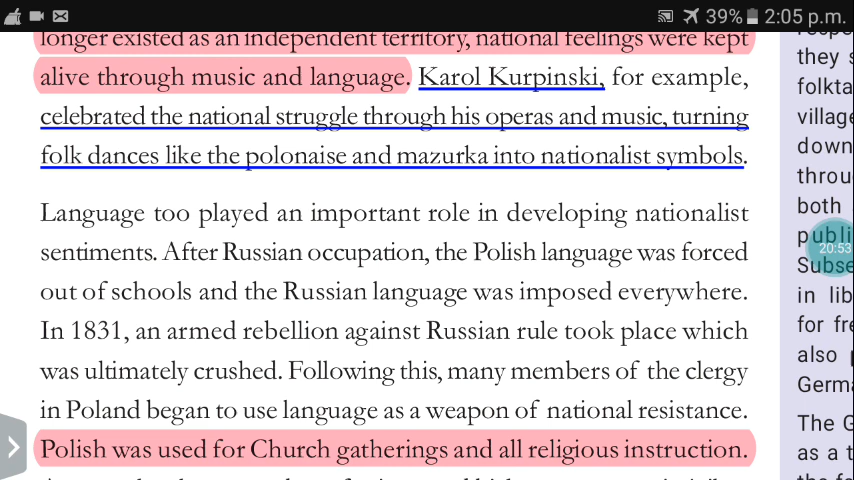 39% 2:05 p.m.
longer existed as an independent territory, national feelings were kept
alive through music and language. Karol Kurpinski, for example,
celebrated the national struggle through his operas and music, turning
folk dances like the polonaise and mazurka into nationalist symbols.
Language too played an important role in developing nationalist
sentiments. After Russian occupation, the Polish language was forced
out of schools and the Russian language was imposed everywhere.
In 1831, an armed rebellion against Russian rule took place which
was ultimately crushed. Following this, many members of the clergy
in Poland began to use language as a weapon of national resistance.
Polish was used for Church gatherings and all religious instruction.
they s
folkta
village
down
throu
both
publi
20:53
Subse
in lib
for fre
also p
Germa
The G
as a t